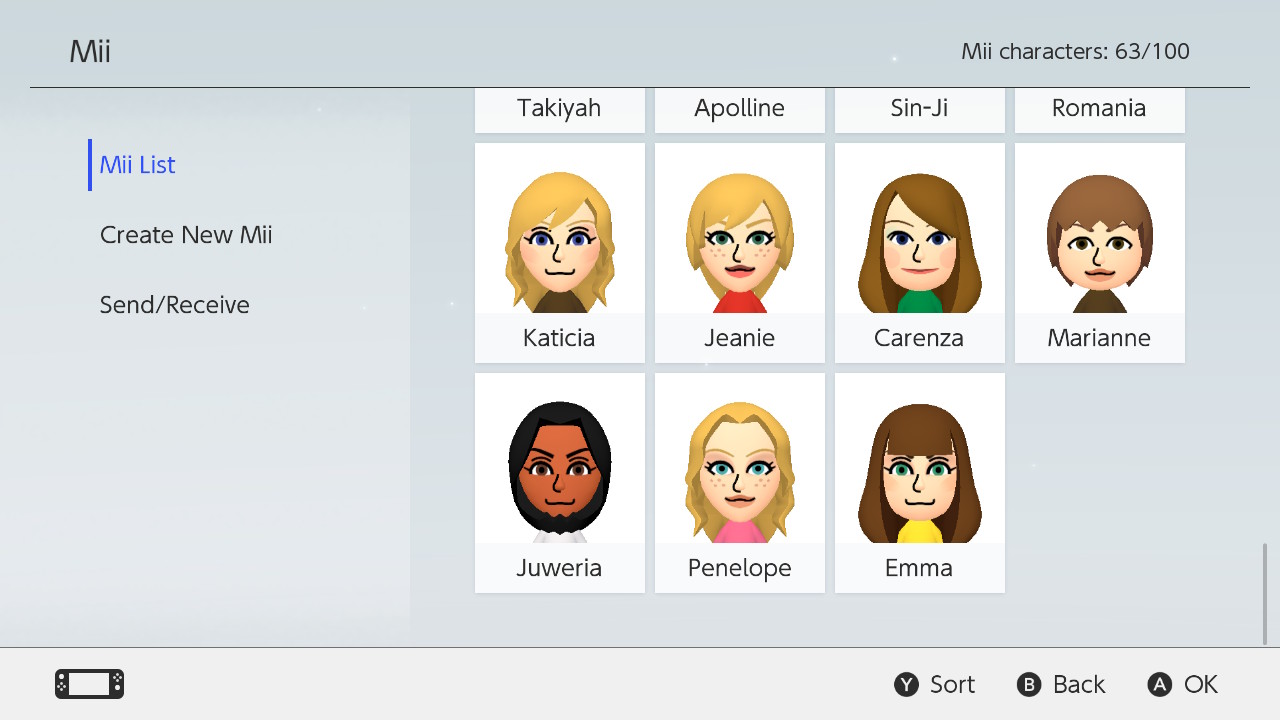 Mii
Mii characters: 63/100
Mii List
Create New Mii
Send/Receive
Takiyah Apolline Sin-Ji Romania
Katicia Jeanie Carenza Marianne
Juweria Penelope Emma
Y Sort B Back A OK